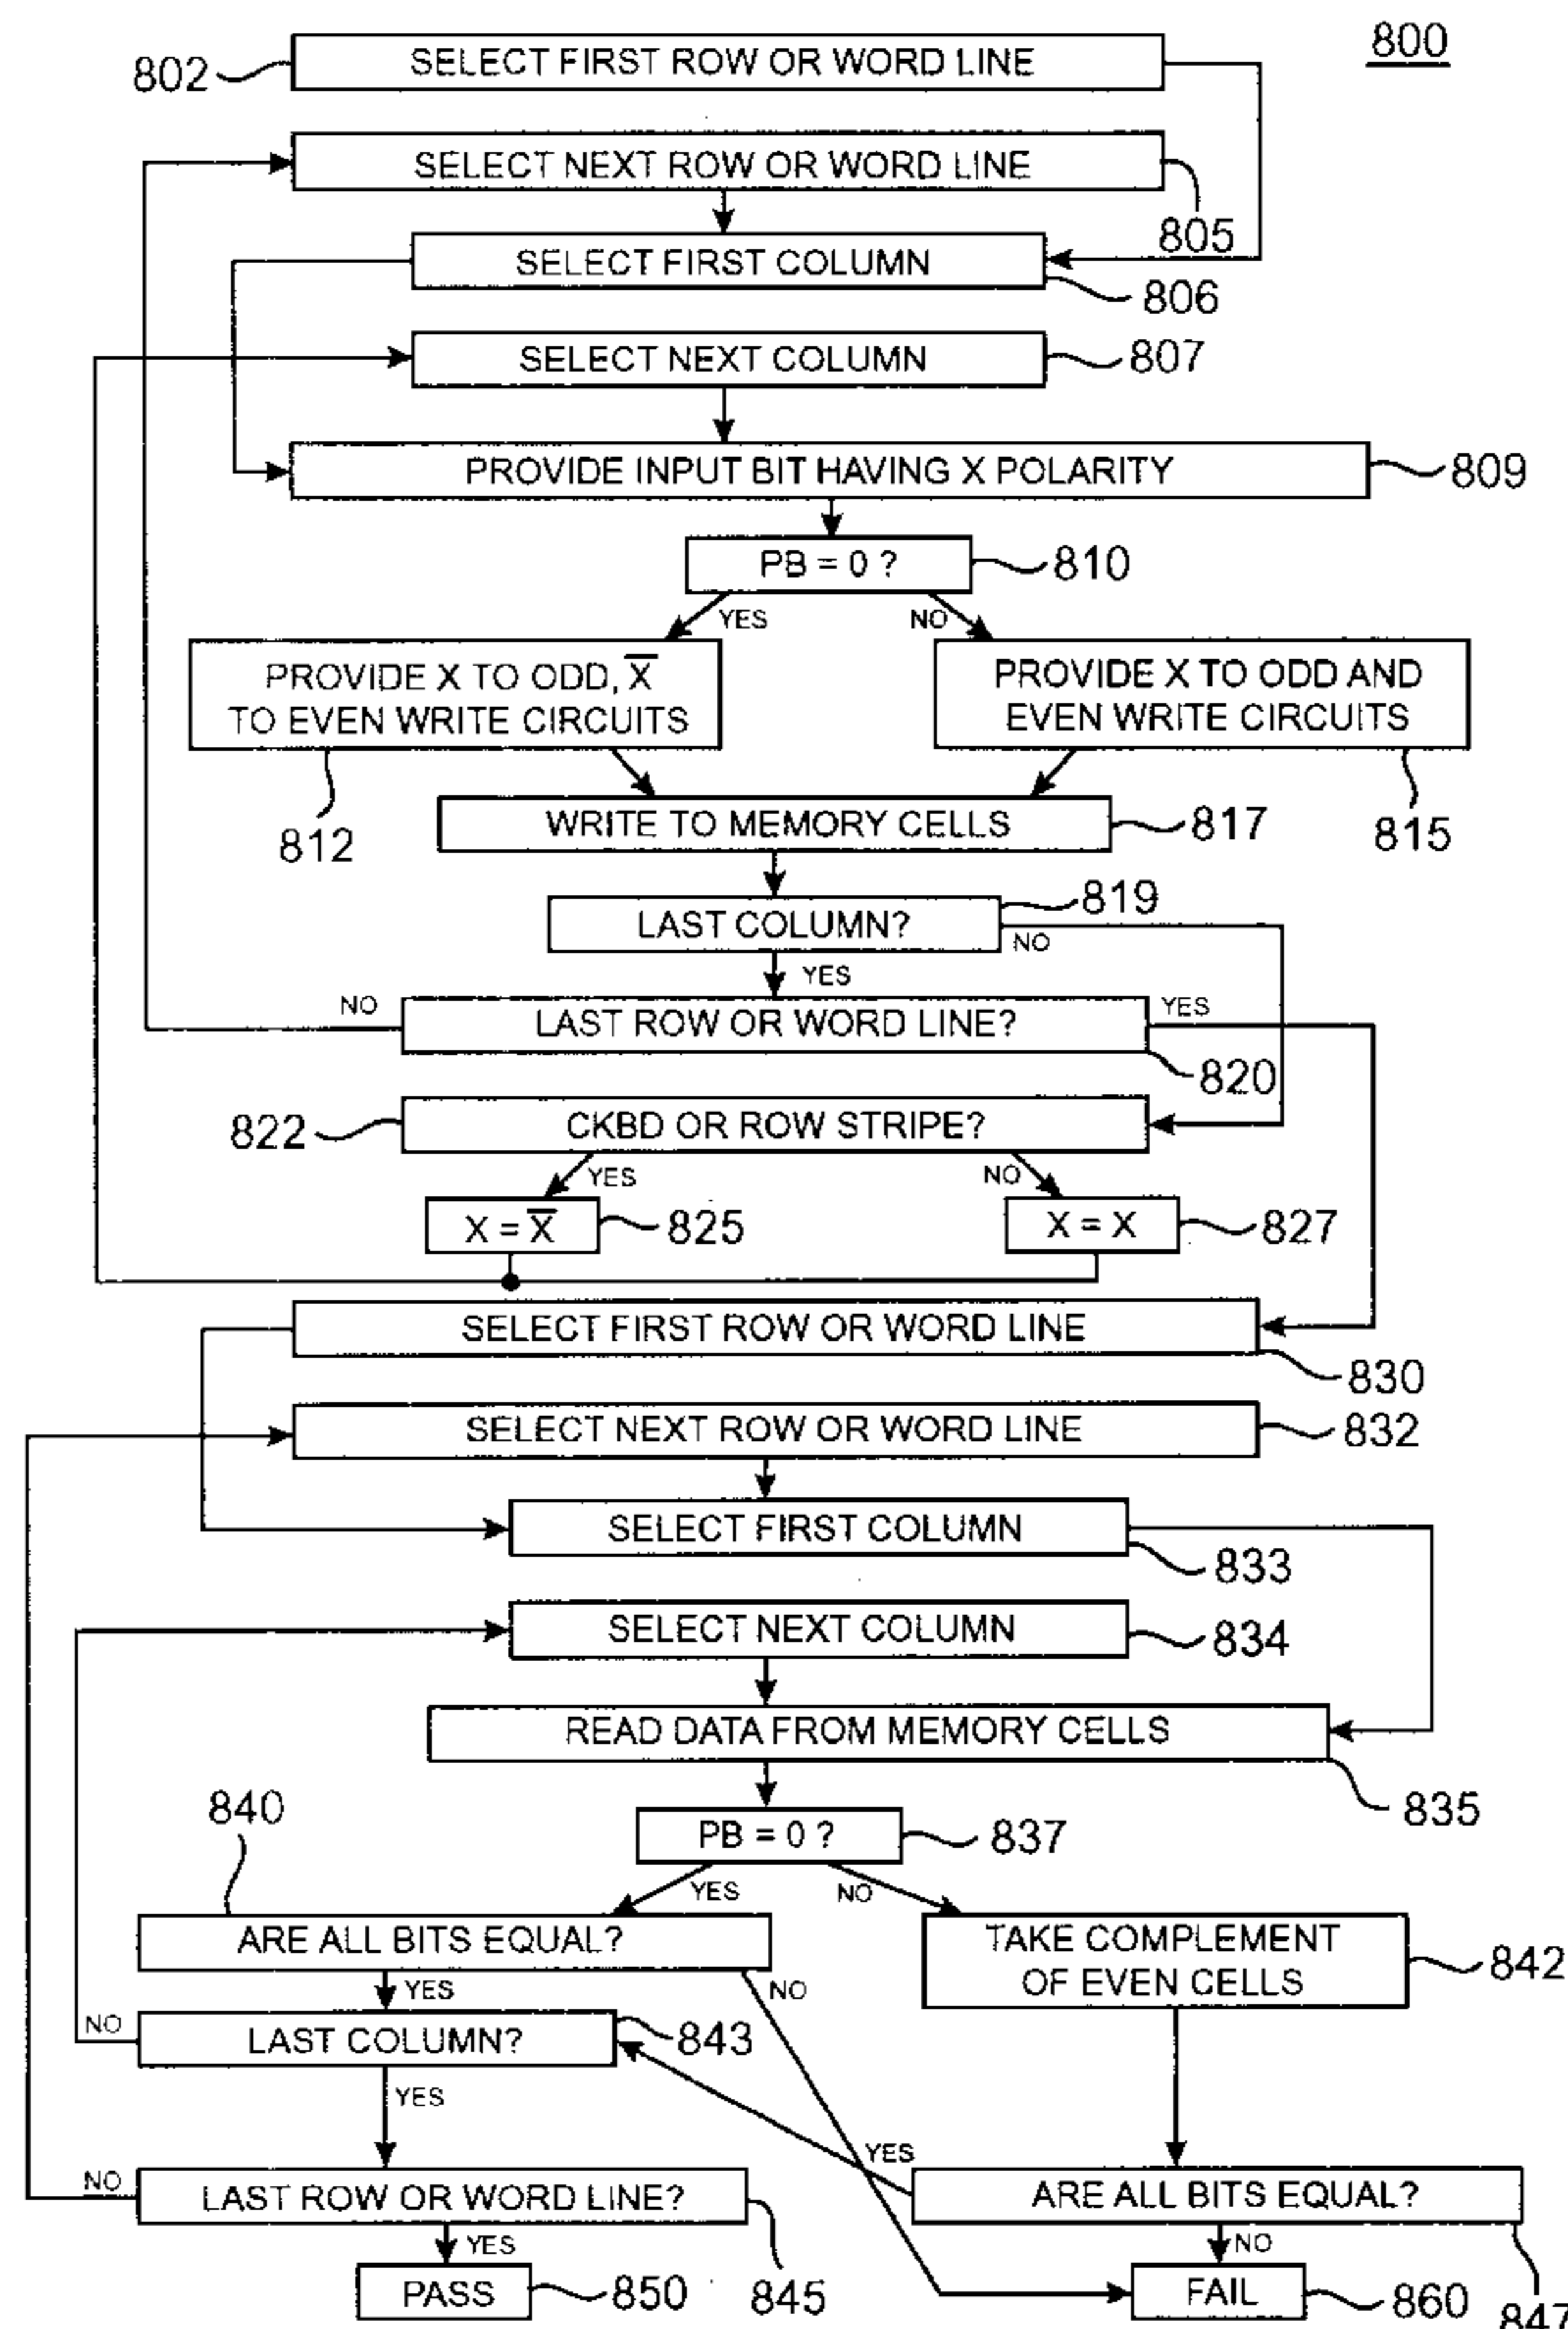 800
802
SELECT FIRST ROW OR WORD LINE
SELECT NEXT ROW OR WORD LINE
805
SELECT FIRST COLUMN
806
SELECT NEXT COLUMN
807
PROVIDE INPUT BIT HAVING X POLARITY
809
PB = 0 ?
810
YES
NO
PROVIDE X TO ODD, X̅
TO EVEN WRITE CIRCUITS
812
PROVIDE X TO ODD AND
EVEN WRITE CIRCUITS
815
WRITE TO MEMORY CELLS
817
LAST COLUMN?
819
NO
YES
NO
LAST ROW OR WORD LINE?
YES
820
822
CKBD OR ROW STRIPE?
YES
NO
X = X̅
825
X = X
827
SELECT FIRST ROW OR WORD LINE
830
SELECT NEXT ROW OR WORD LINE
832
SELECT FIRST COLUMN
833
SELECT NEXT COLUMN
834
READ DATA FROM MEMORY CELLS
835
PB = 0 ?
837
840
YES
NO
ARE ALL BITS EQUAL?
YES
NO
TAKE COMPLEMENT
OF EVEN CELLS
842
NO
LAST COLUMN?
843
YES
YES
NO
LAST ROW OR WORD LINE?
845
ARE ALL BITS EQUAL?
847
YES
NO
PASS
850
FAIL
860